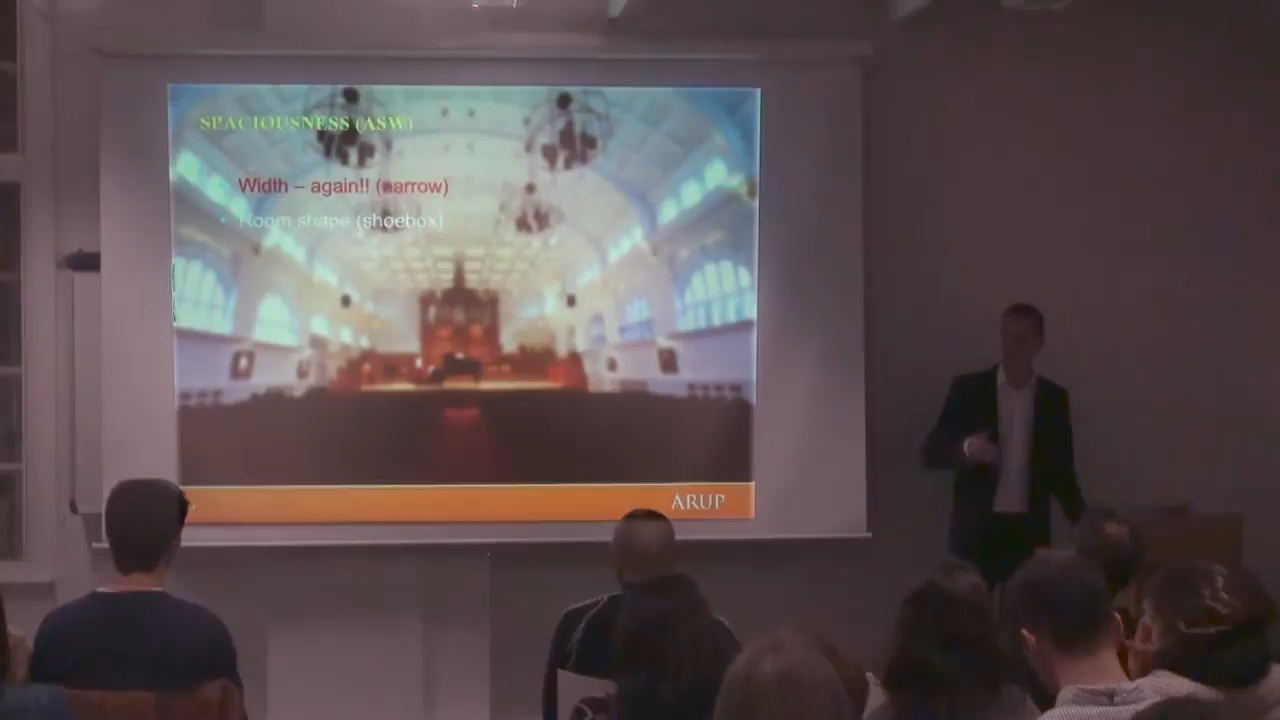 SPACIOUSNESS (ASW)
Width – again!! (narrow)
• Room shape (shoebox)
ARUP